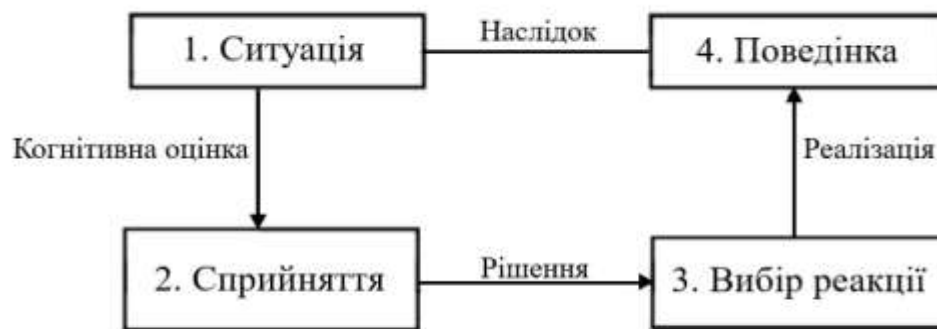 1. Ситуація
Наслідок
4. Поведінка
Когнітивна оцінка
Реалізація
2. Сприйняття
Рішення
3. Вибір реакції